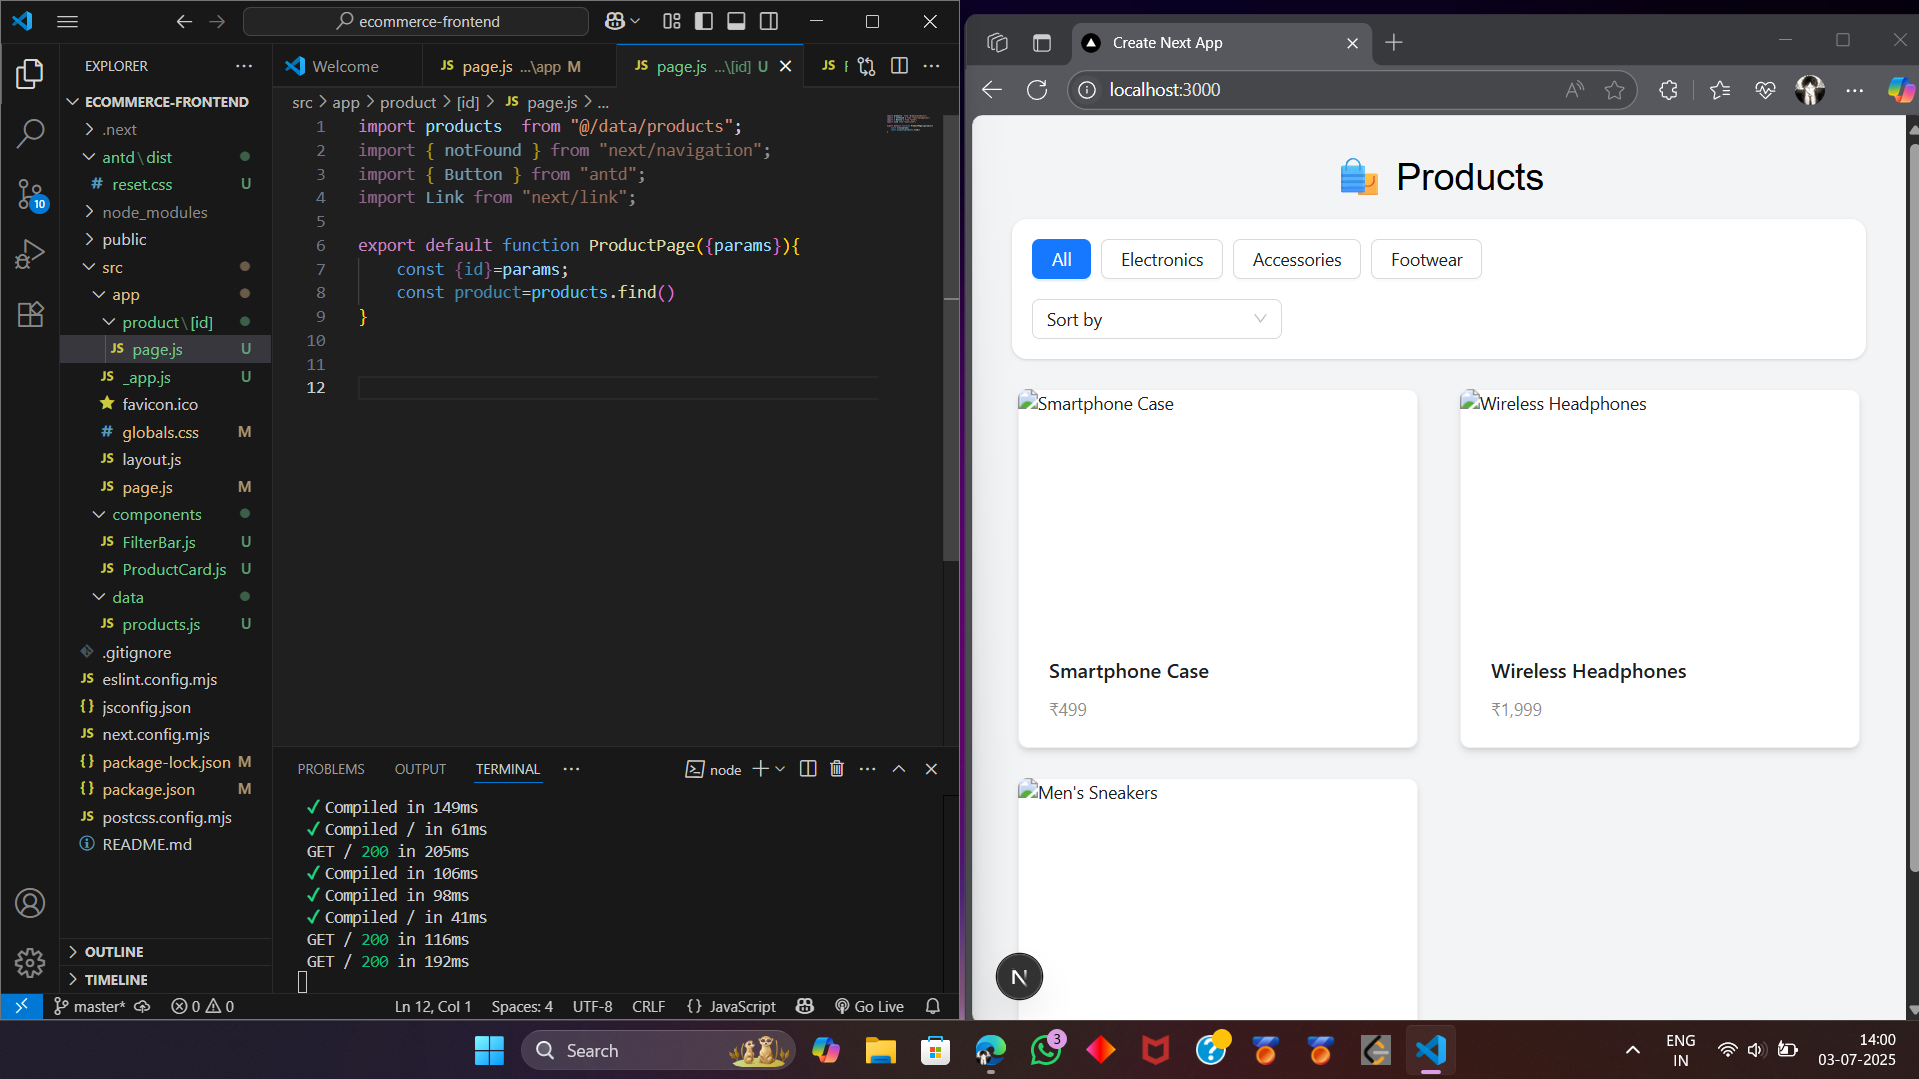 ecommerce-frontend
EXPLORER
ECOMMERCE-FRONTEND
.next
antd\dist
# reset.css U
node_modules
public
src
app
product\[id]
JS page.js U
JS _app.js U
favicon.ico
# globals.css M
JS layout.js
JS page.js M
components
JS FilterBar.js U
JS ProductCard.js U
data
JS products.js U
.gitignore
JS eslint.config.mjs
{} jsconfig.json
JS next.config.mjs
{} package-lock.json M
{} package.json M
JS postcss.config.mjs
README.md
OUTLINE
TIMELINE
10
Welcome
JS page.js ...\app M
JS page.js ...\[id] U
JS
src > app > product > [id] > JS page.js > ...
1 import products  from "@/data/products";
2 import { notFound } from "next/navigation";
3 import { Button } from "antd";
4 import Link from "next/link";
5
6 export default function ProductPage({params}){
7     const {id}=params;
8     const product=products.find()
9 }
10
11
12
PROBLEMS OUTPUT TERMINAL ...
node
✓ Compiled in 149ms
✓ Compiled / in 61ms
GET / 200 in 205ms
✓ Compiled in 106ms
✓ Compiled in 98ms
✓ Compiled / in 41ms
GET / 200 in 116ms
GET / 200 in 192ms
master* 0 0 Ln 12, Col 1 Spaces: 4 UTF-8 CRLF {} JavaScript Go Live
Create Next App
localhost:3000
Products
All Electronics Accessories Footwear
Sort by
Smartphone Case
Wireless Headphones
Smartphone Case
₹499
Wireless Headphones
₹1,999
Men's Sneakers
N
Search
3
ENG
IN
14:00
03-07-2025